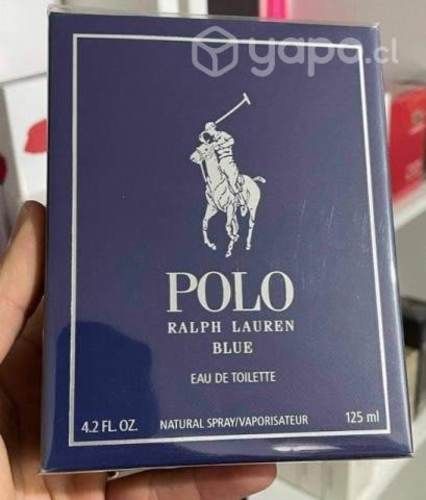 yapo.cl
POLO
RALPH LAUREN
BLUE
EAU DE TOILETTE
4.2 FL. OZ. NATURAL SPRAY/VAPORISATEUR 125 ml